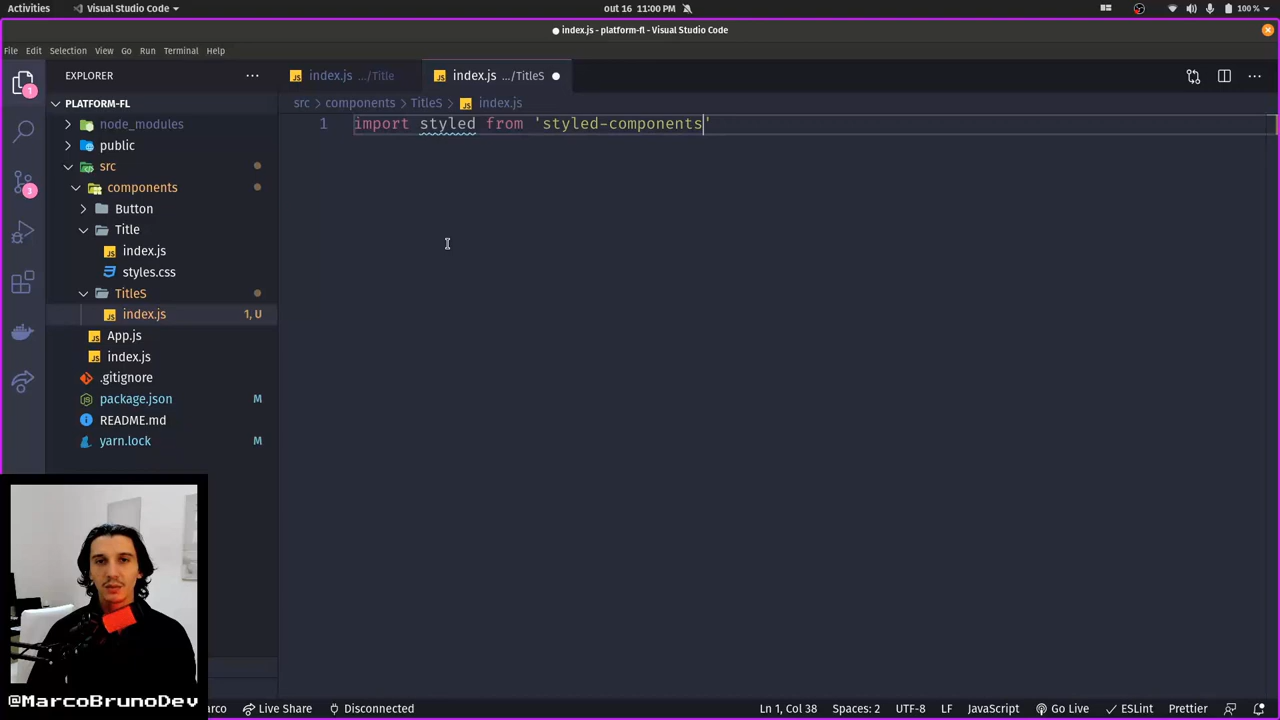 Activities
Visual Studio Code
out 16 11:00 PM
100 %
● index.js - platform-fl - Visual Studio Code
File Edit Selection View Go Run Terminal Help
EXPLORER
index.js .../Title
index.js .../TitleS
PLATFORM-FL
src > components > TitleS > index.js
1 import styled from 'styled-components'
node_modules
public
src
components
Button
Title
index.js
styles.css
TitleS
index.js 1, U
App.js
index.js
.gitignore
package.json M
README.md
yarn.lock M
1
3
@MarcoBrunoDev
arco
Live Share
Disconnected
Ln 1, Col 38
Spaces: 2
UTF-8
LF
JavaScript
Go Live
ESLint
Prettier